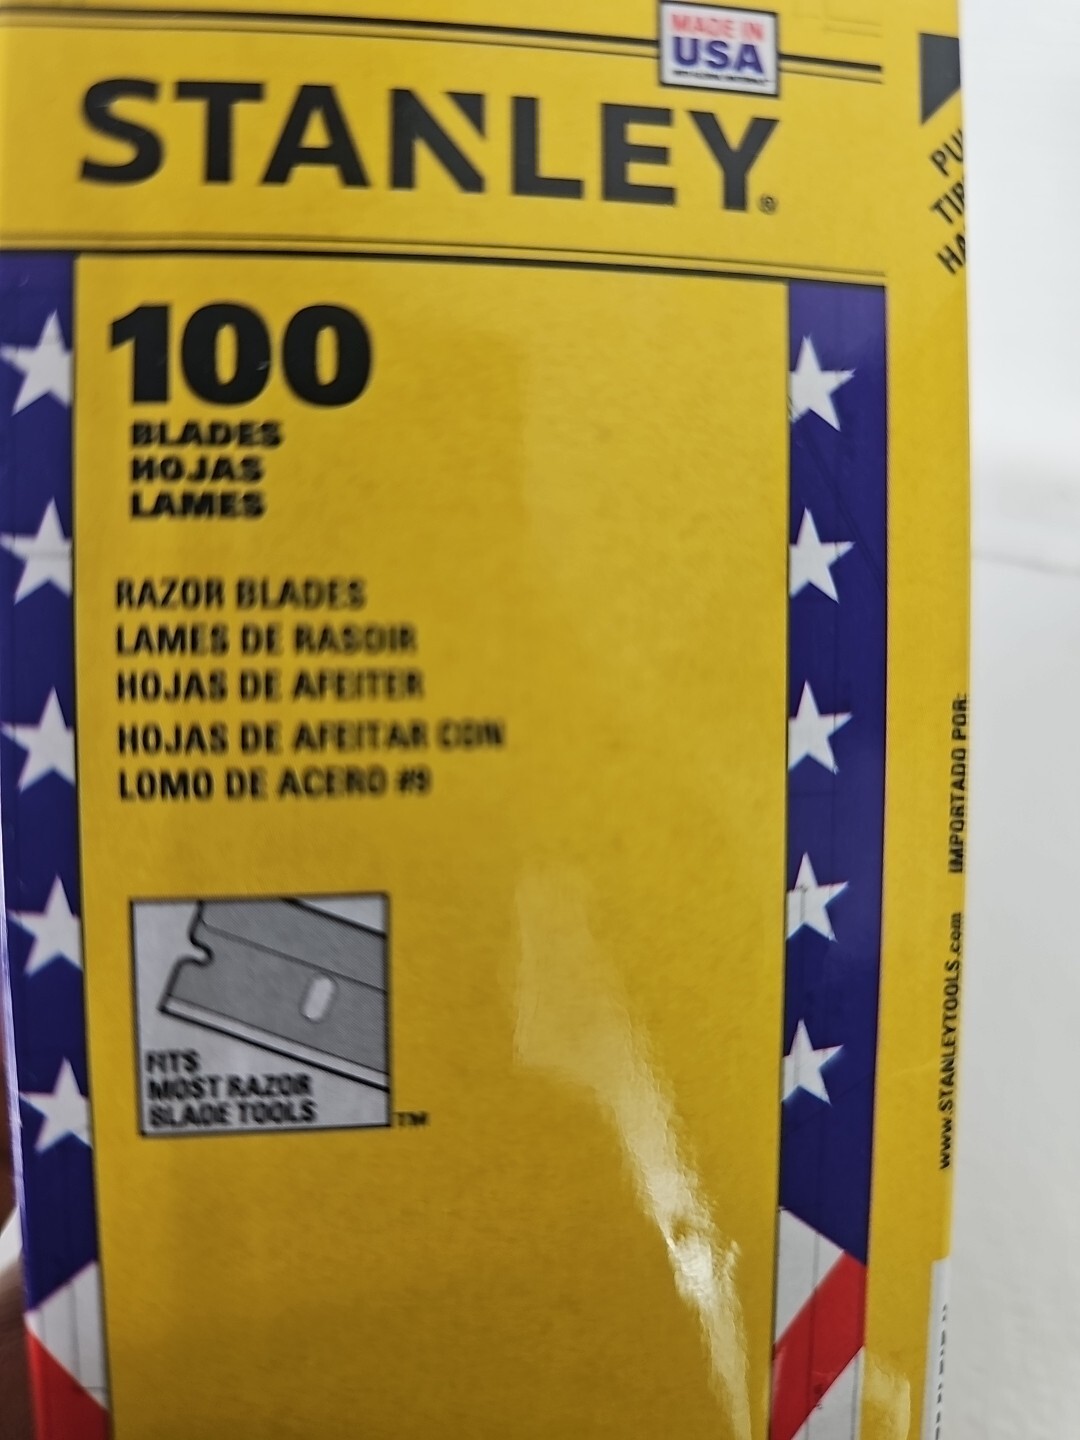 MADE IN
USA
STANLEY®
100
BLADES
HOJAS
LAMES
RAZOR BLADES
LAMES DE RASOIR
HOJAS DE AFEITER
HOJAS DE AFEITAR CON
LOMO DE ACERO #9
FITS
MOST RAZOR
BLADE TOOLS
TM
www.STANLEYTOOLS.com IMPORTADO POR: